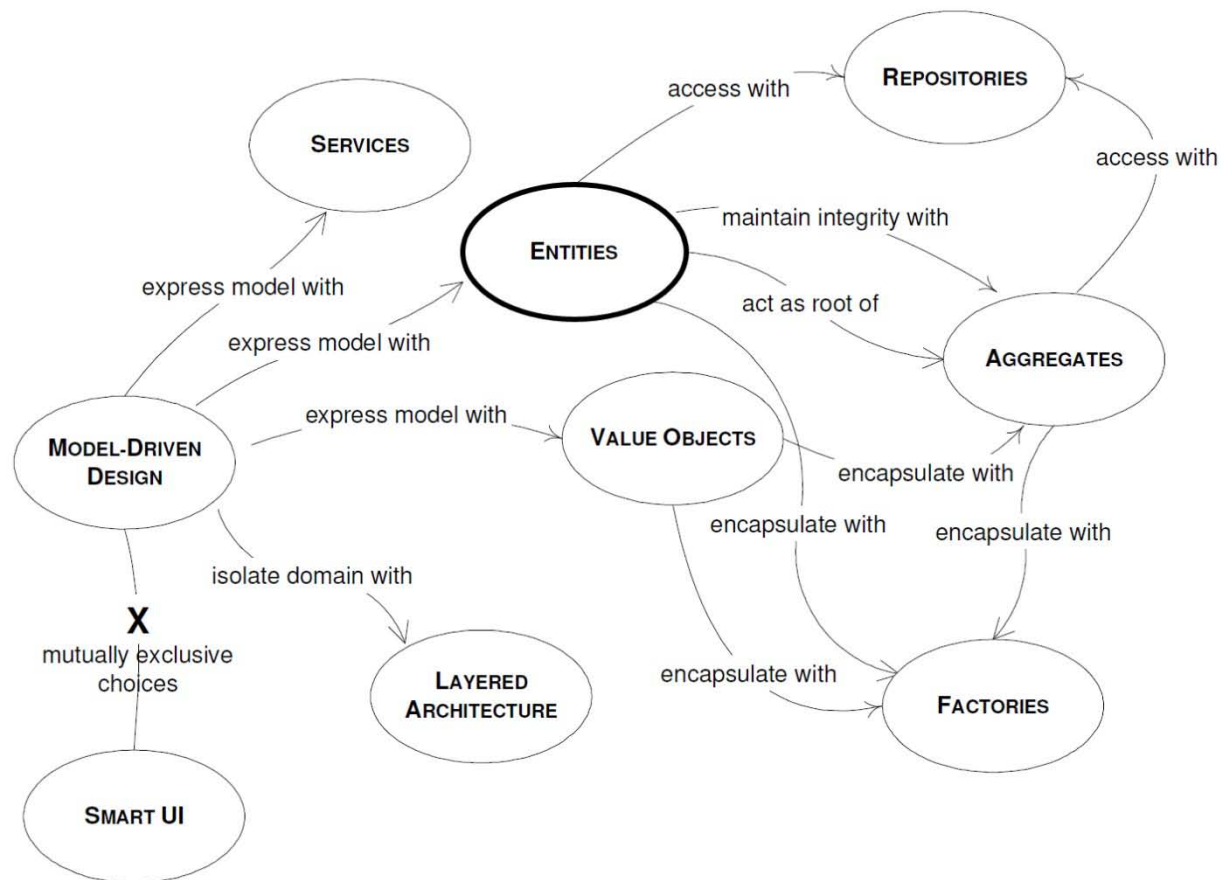 REPOSITORIES
access with
SERVICES
access with
maintain integrity with
ENTITIES
express model with
act as root of
express model with
AGGREGATES
express model with
VALUE OBJECTS
MODEL-DRIVEN
DESIGN
encapsulate with
encapsulate with
encapsulate with
isolate domain with
X
mutually exclusive
choices
encapsulate with
LAYERED
ARCHITECTURE
FACTORIES
SMART UI